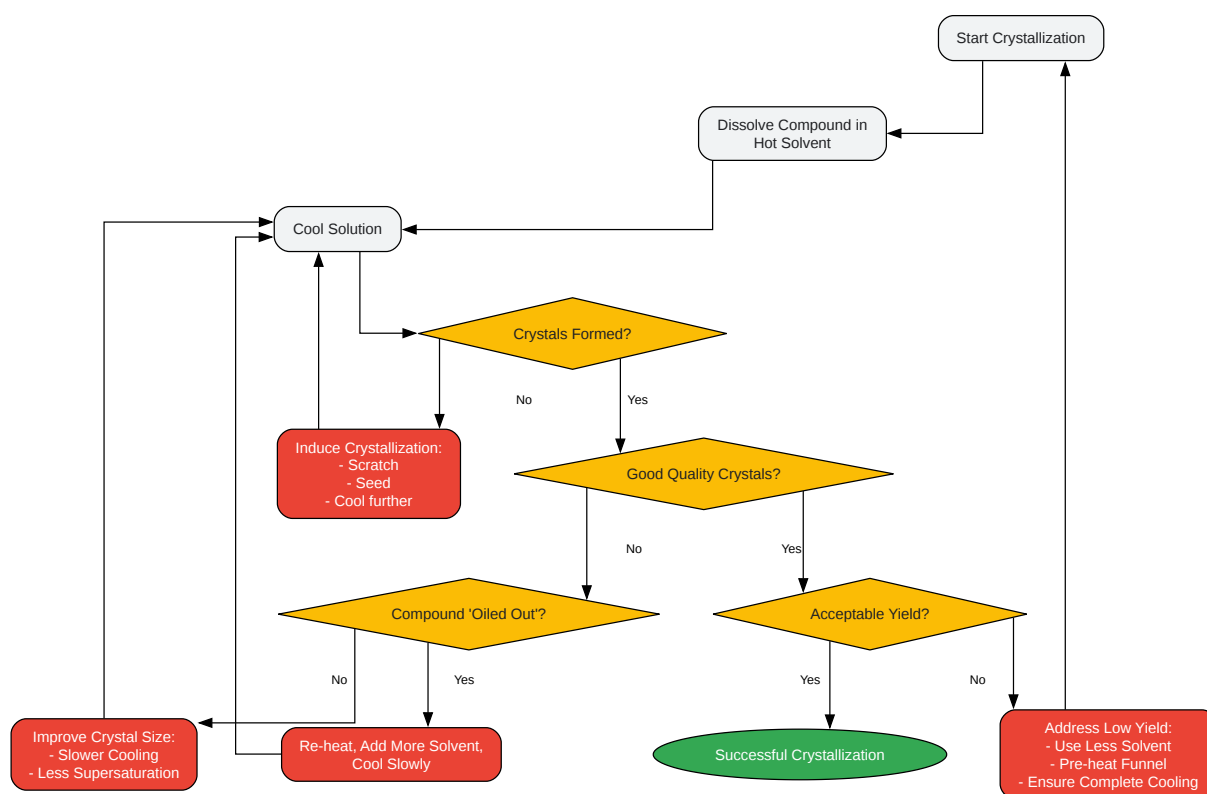 Start Crystallization
Dissolve Compound in
Hot Solvent
Cool Solution
Crystals Formed?
No
Yes
Induce Crystallization:
- Scratch
- Seed
- Cool further
Good Quality Crystals?
No
Yes
Compound 'Oiled Out'?
Acceptable Yield?
No
Yes
Yes
No
Improve Crystal Size:
- Slower Cooling
- Less Supersaturation
Re-heat, Add More Solvent,
Cool Slowly
Successful Crystallization
Address Low Yield:
- Use Less Solvent
- Pre-heat Funnel
- Ensure Complete Cooling